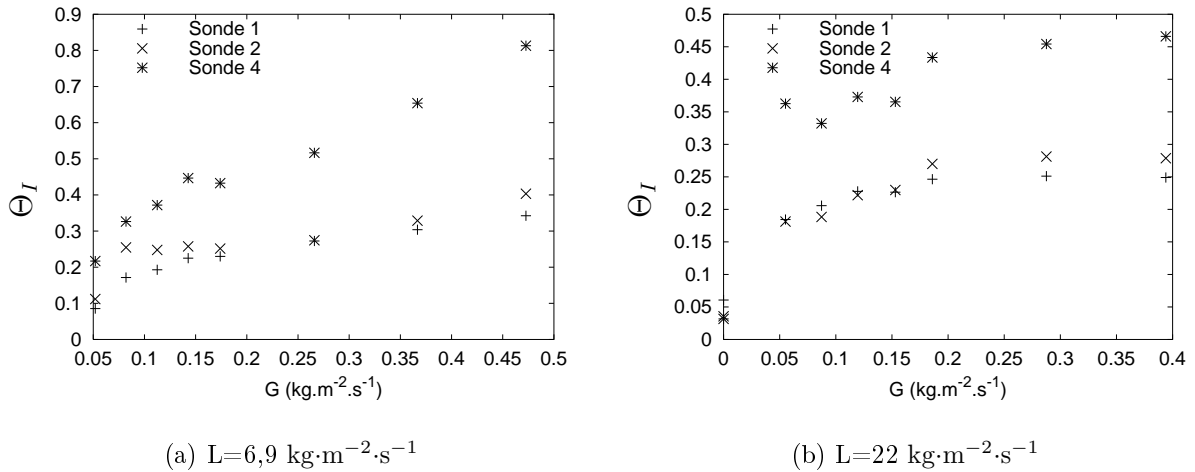 0.9
0.8
0.7
0.6
0.5
0.4
0.3
0.2
0.1
0
Θ_I
Sonde 1
Sonde 2
Sonde 4
0.05 0.1 0.15 0.2 0.25 0.3 0.35 0.4 0.45 0.5
G (kg.m⁻².s⁻¹)
(a) L=6,9 kg·m⁻²·s⁻¹
0.5
0.45
0.4
0.35
0.3
0.25
0.2
0.15
0.1
0.05
0
Θ_I
Sonde 1
Sonde 2
Sonde 4
0 0.05 0.1 0.15 0.2 0.25 0.3 0.35 0.4
G (kg.m⁻².s⁻¹)
(b) L=22 kg·m⁻²·s⁻¹